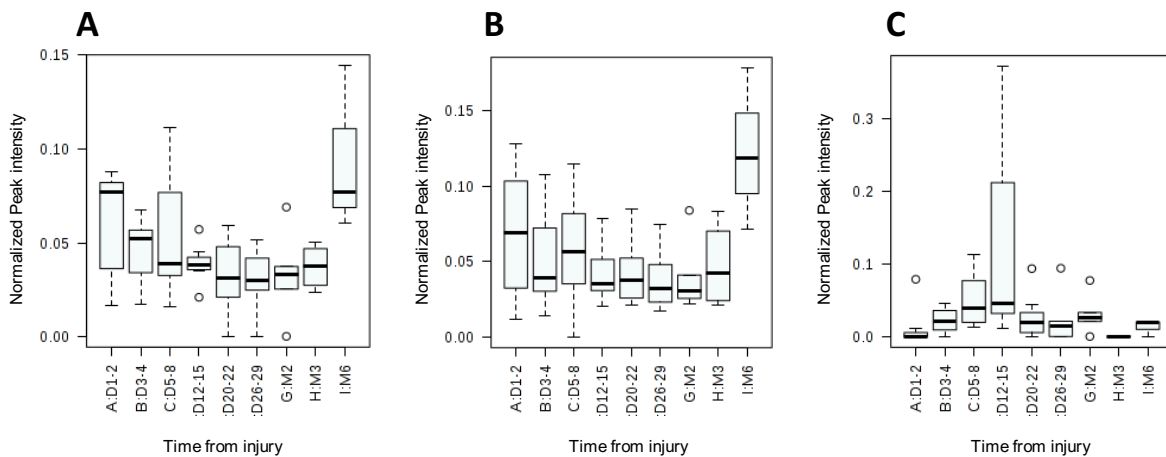 A
B
C
Normalized Peak intensity
0.15
0.10
0.05
0.00
A:D1-2
B:D3-4
C:D5-8
:D12-15
:D20-22
:D26-29
G:M2
H:M3
I:M6
Time from injury
Normalized Peak intensity
0.15
0.10
0.05
0.00
A:D1-2
B:D3-4
C:D5-8
:D12-15
:D20-22
:D26-29
G:M2
H:M3
I:M6
Time from injury
Normalized Peak intensity
0.3
0.2
0.1
0.0
A:D1-2
B:D3-4
C:D5-8
:D12-15
:D20-22
:D26-29
G:M2
H:M3
I:M6
Time from injury